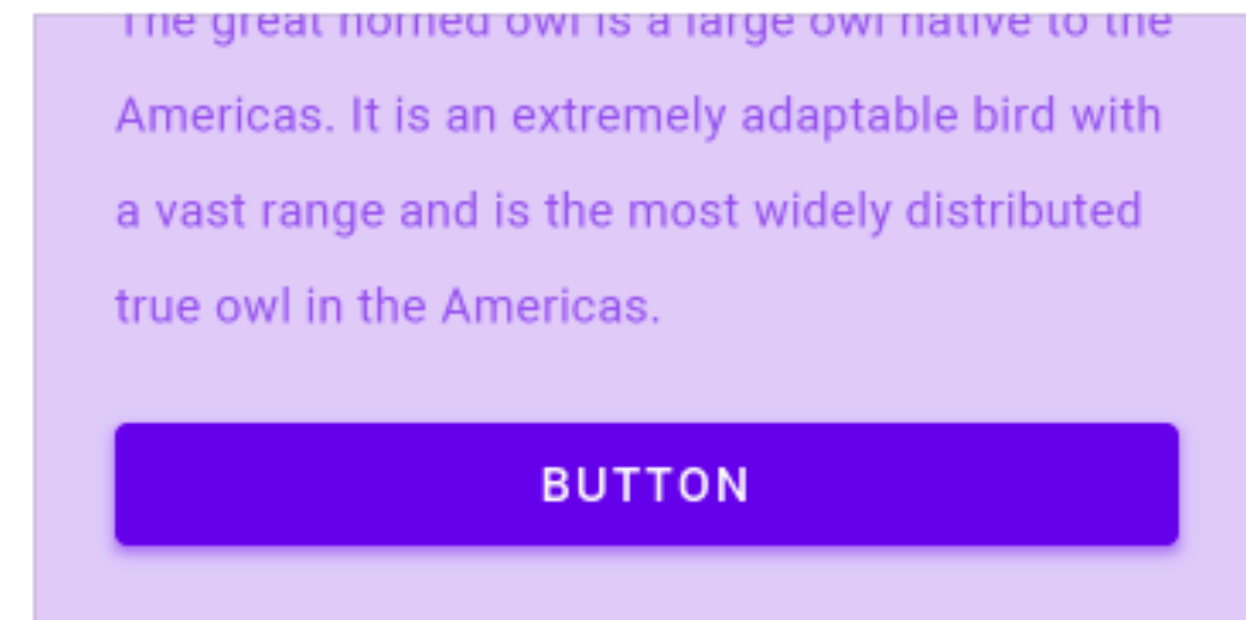 The great horned owl is a large owl native to the
Americas. It is an extremely adaptable bird with
a vast range and is the most widely distributed
true owl in the Americas.
BUTTON